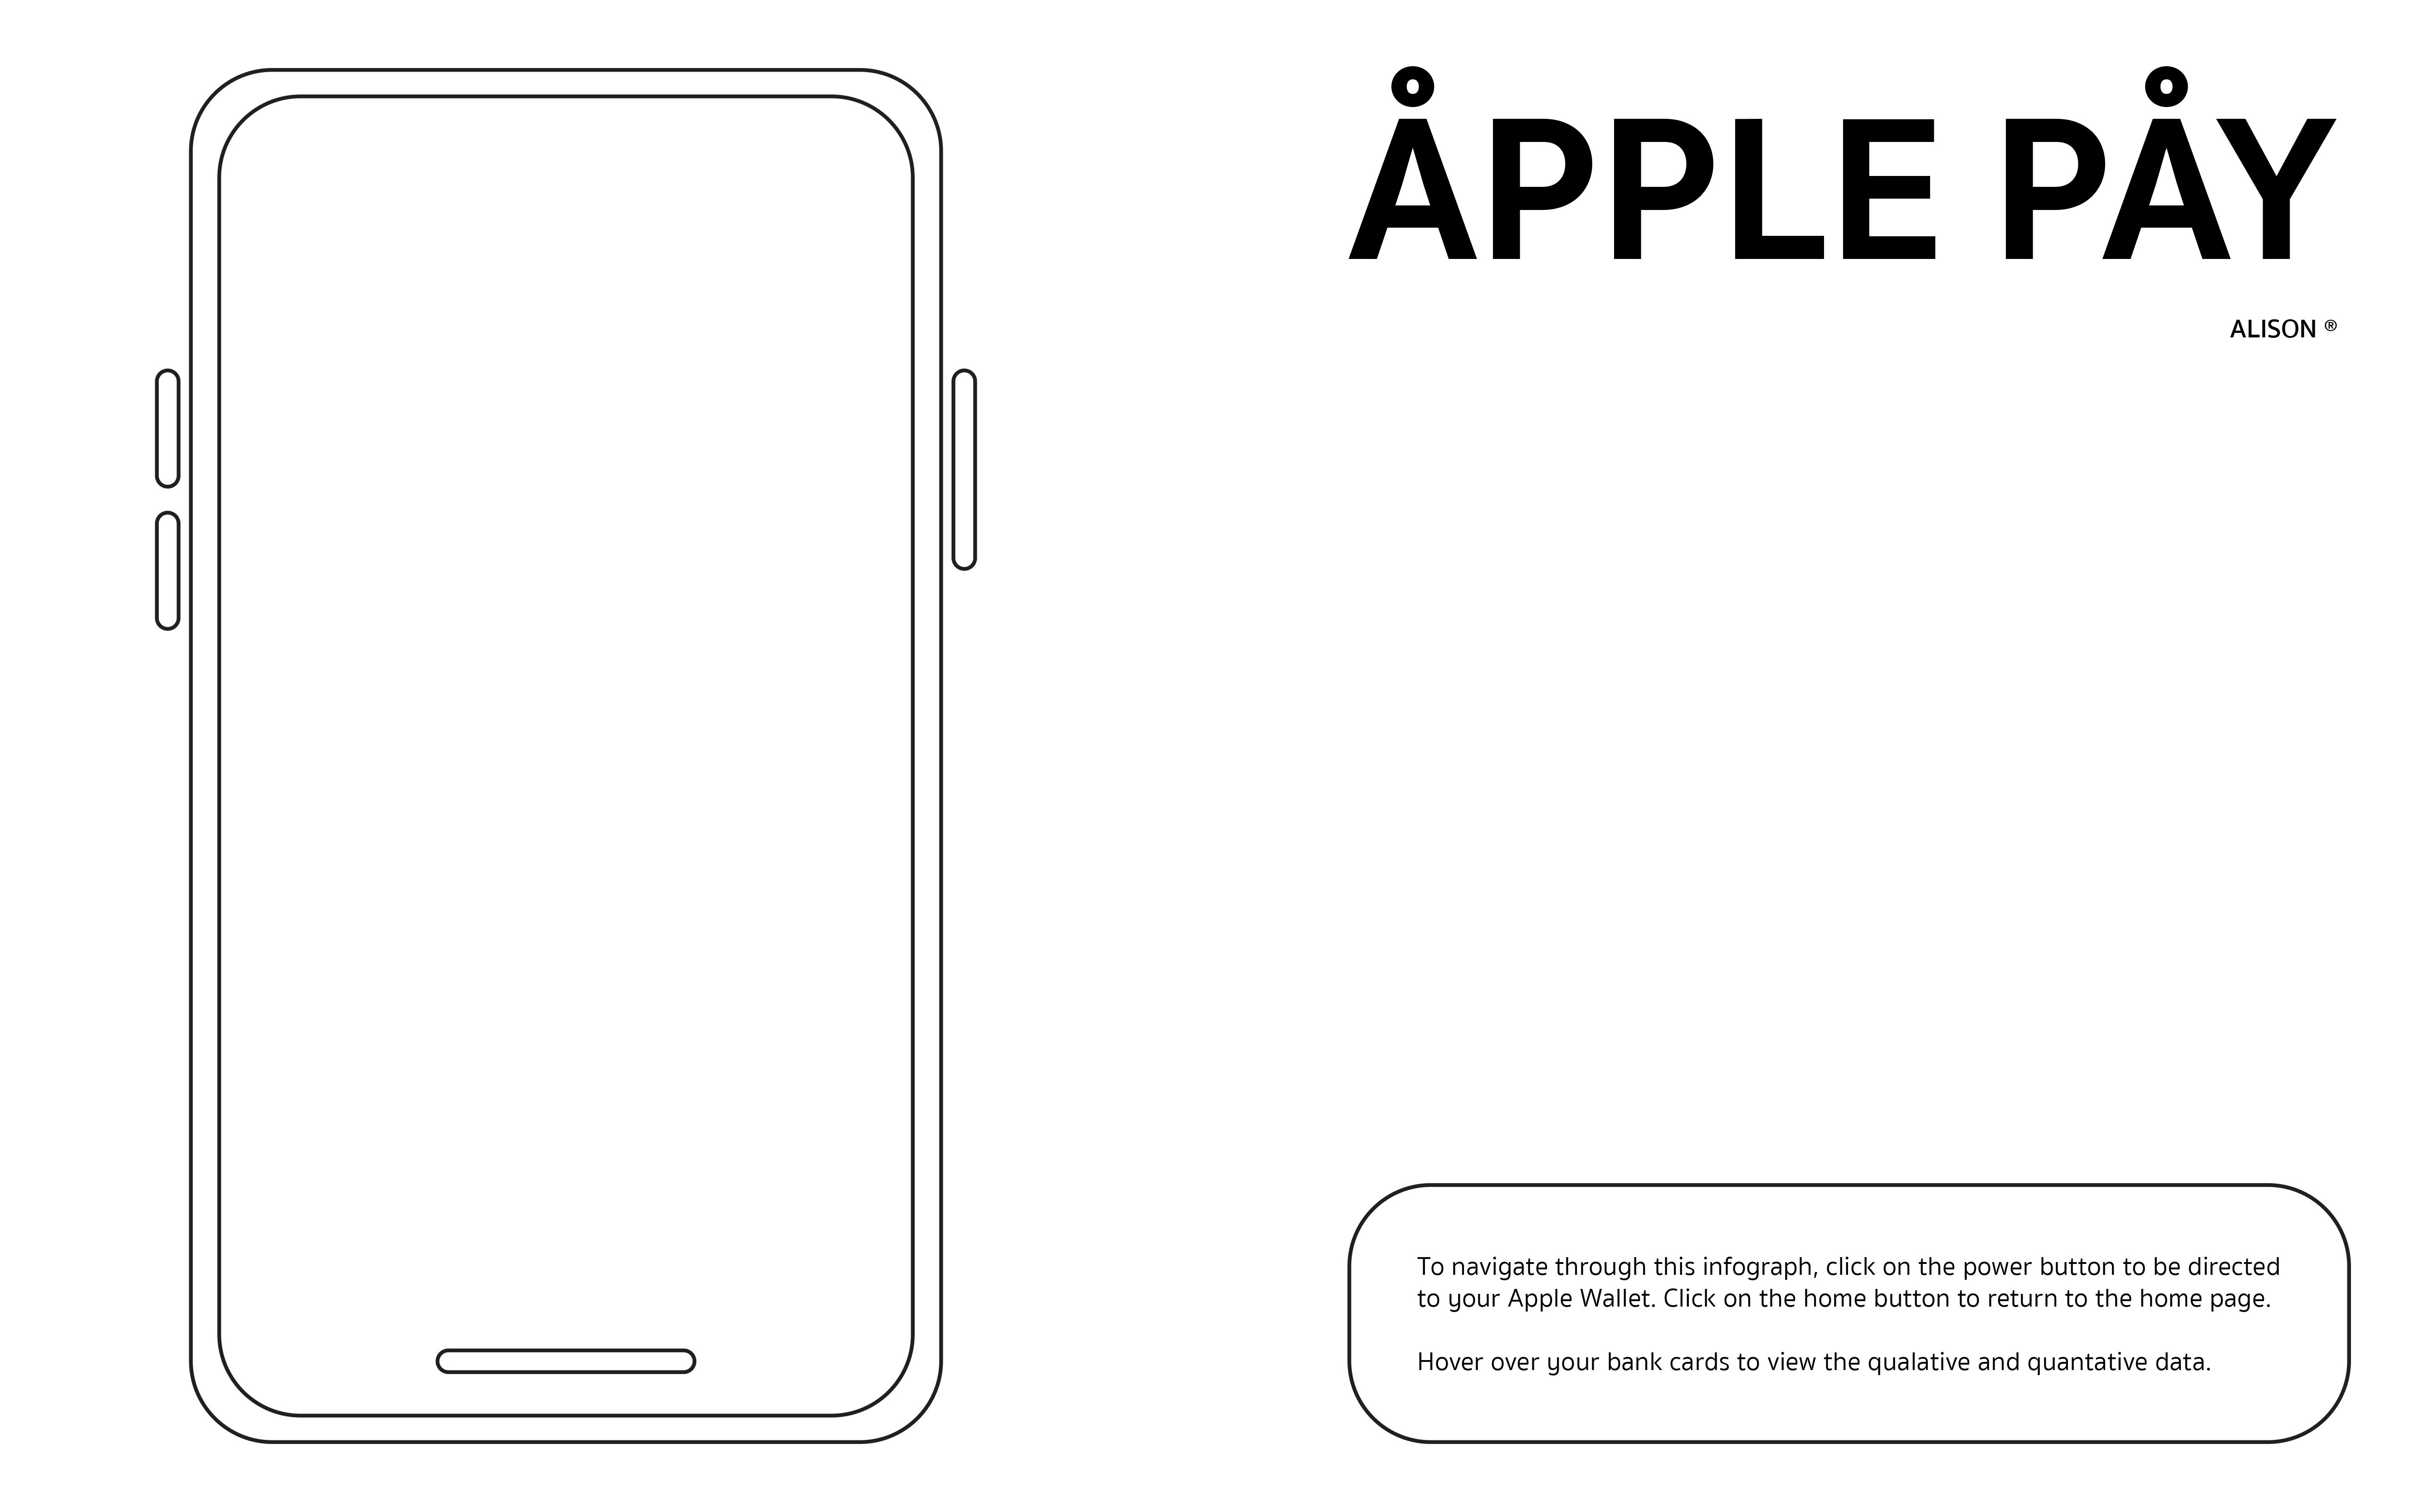 ÅPPLE PÅY
ALISON ®
To navigate through this infograph, click on the power button to be directed
to your Apple Wallet. Click on the home button to return to the home page.
Hover over your bank cards to view the qualative and quantative data.